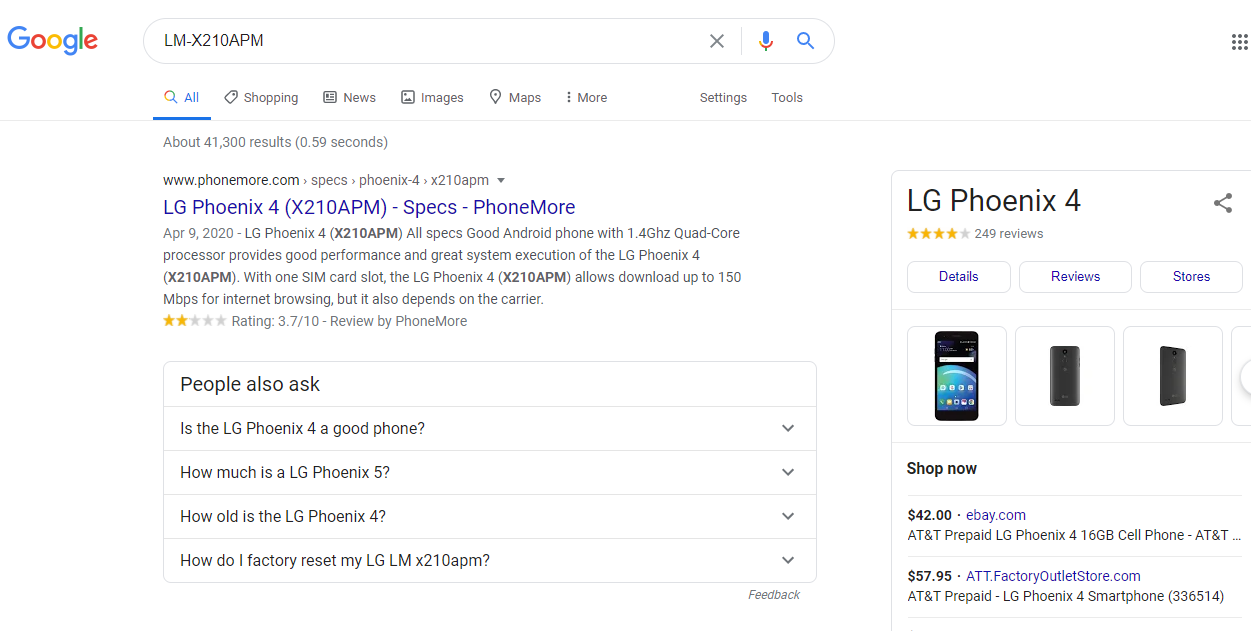 Google
LM-X210APM
All Shopping News Images Maps More Settings Tools
About 41,300 results (0.59 seconds)
www.phonemore.com › specs › phoenix-4 › x210apm
LG Phoenix 4 (X210APM) - Specs - PhoneMore
Apr 9, 2020 - LG Phoenix 4 (X210APM) All specs Good Android phone with 1.4Ghz Quad-Core
processor provides good performance and great system execution of the LG Phoenix 4
(X210APM). With one SIM card slot, the LG Phoenix 4 (X210APM) allows download up to 150
Mbps for internet browsing, but it also depends on the carrier.
Rating: 3.7/10 - Review by PhoneMore
People also ask
Is the LG Phoenix 4 a good phone?
How much is a LG Phoenix 5?
How old is the LG Phoenix 4?
How do I factory reset my LG LM x210apm?
Feedback
LG Phoenix 4
249 reviews
Details Reviews Stores
Shop now
$42.00 · ebay.com
AT&T Prepaid LG Phoenix 4 16GB Cell Phone - AT&T ...
$57.95 · ATT.FactoryOutletStore.com
AT&T Prepaid - LG Phoenix 4 Smartphone (336514)